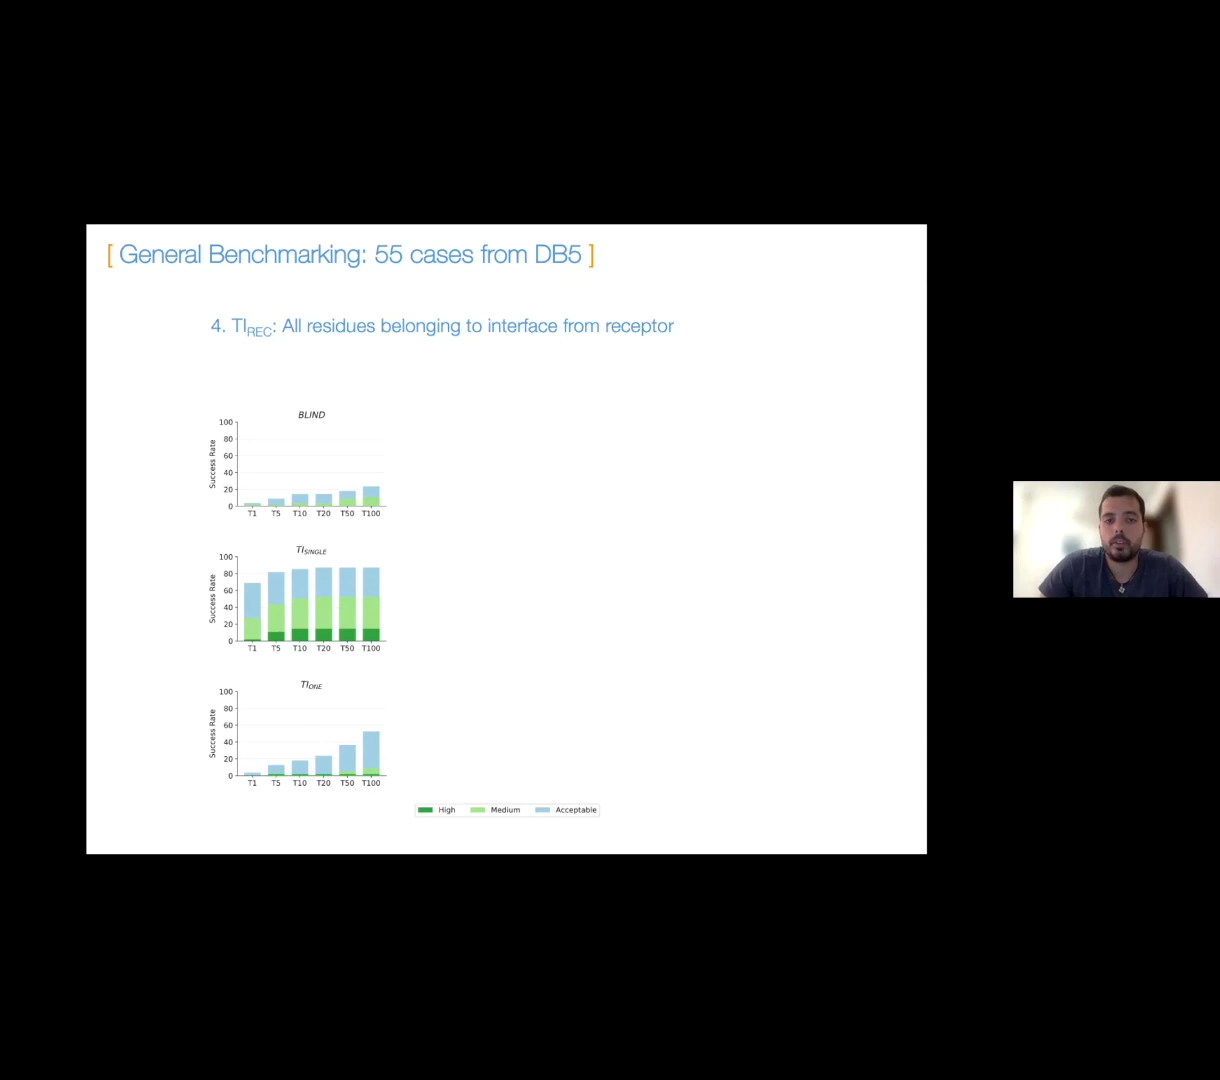 [ General Benchmarking: 55 cases from DB5 ]
4. TIREC: All residues belonging to interface from receptor
BLIND
Success Rate
100
80
60
40
20
0
T1 T5 T10 T20 T50 T100
TISINGLE
Success Rate
100
80
60
40
20
0
T1 T5 T10 T20 T50 T100
TIONE
Success Rate
100
80
60
40
20
0
T1 T5 T10 T20 T50 T100
High Medium Acceptable